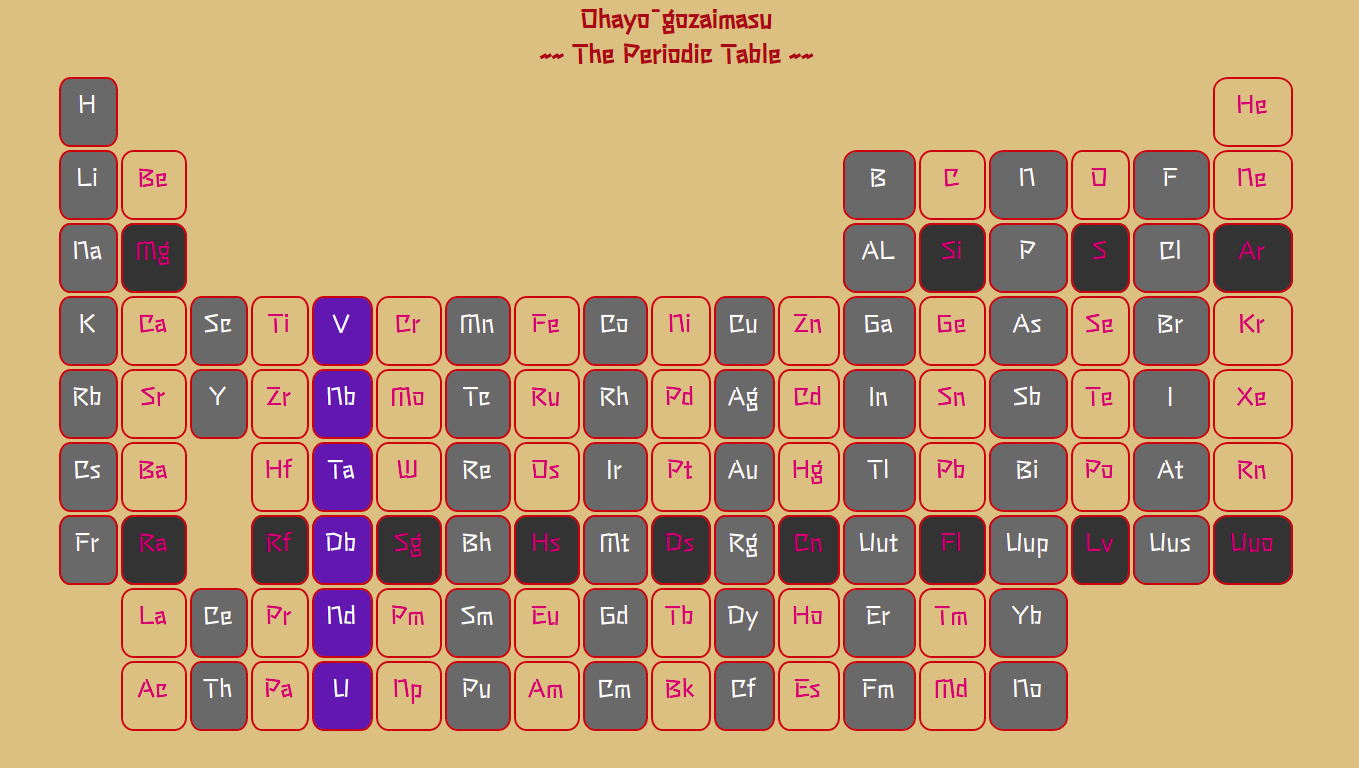 Ohayo-gozaimasu
~~ The Periodic Table ~~
H He
Li Be B C N O F Ne
Na Mg AL Si P S Cl Ar
K Ca Sc Ti V Cr Mn Fe Co Ni Cu Zn Ga Ge As Se Br Kr
Rb Sr Y Zr Nb Mo Tc Ru Rh Pd Ag Cd In Sn Sb Te I Xe
Cs Ba Hf Ta W Re Os Ir Pt Au Hg Tl Pb Bi Po At Rn
Fr Ra Rf Db Sg Bh Hs Mt Ds Rg Cn Uut Fl Uup Lv Uus Uuo
La Ce Pr Nd Pm Sm Eu Gd Tb Dy Ho Er Tm Yb
Ac Th Pa U Np Pu Am Cm Bk Cf Es Fm Md No